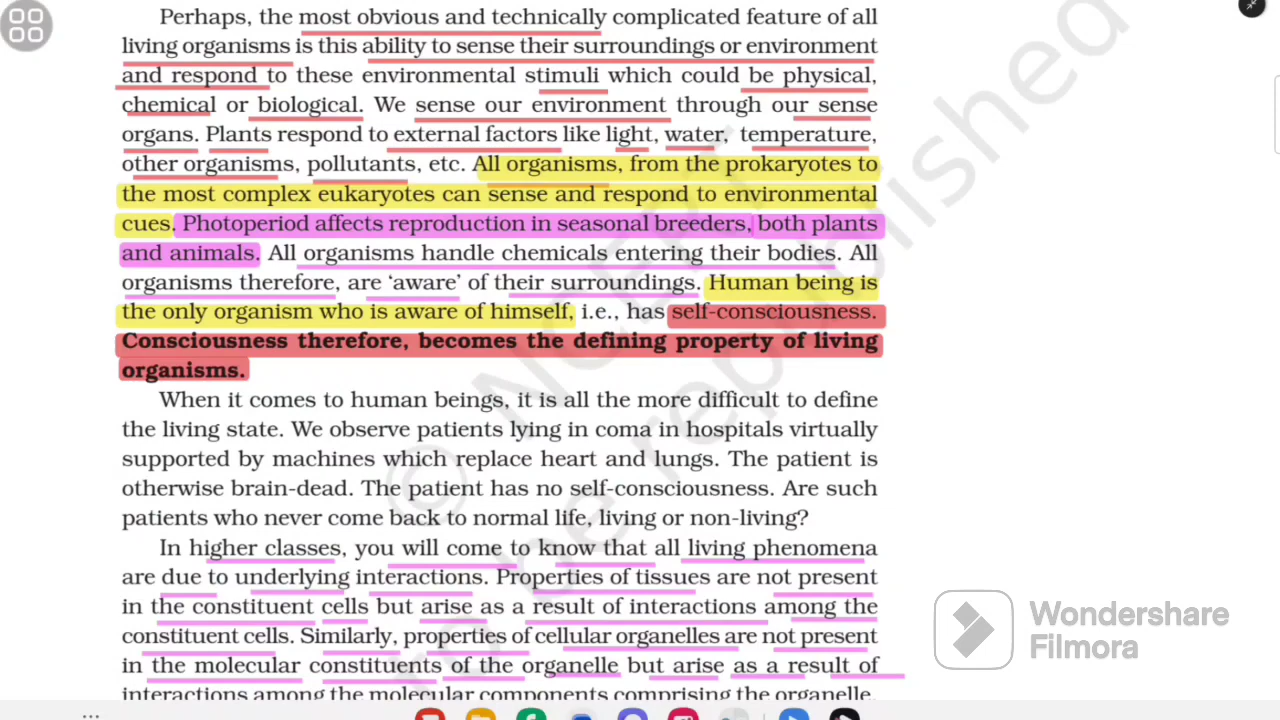 Perhaps, the most obvious and technically complicated feature of all
living organisms is this ability to sense their surroundings or environment
and respond to these environmental stimuli which could be physical,
chemical or biological. We sense our environment through our sense
organs. Plants respond to external factors like light, water, temperature,
other organisms, pollutants, etc. All organisms, from the prokaryotes to
the most complex eukaryotes can sense and respond to environmental
cues. Photoperiod affects reproduction in seasonal breeders, both plants
and animals. All organisms handle chemicals entering their bodies. All
organisms therefore, are ‘aware’ of their surroundings. Human being is
the only organism who is aware of himself, i.e., has self-consciousness.
Consciousness therefore, becomes the defining property of living
organisms.
When it comes to human beings, it is all the more difficult to define
the living state. We observe patients lying in coma in hospitals virtually
supported by machines which replace heart and lungs. The patient is
otherwise brain-dead. The patient has no self-consciousness. Are such
patients who never come back to normal life, living or non-living?
In higher classes, you will come to know that all living phenomena
are due to underlying interactions. Properties of tissues are not present
in the constituent cells but arise as a result of interactions among the
constituent cells. Similarly, properties of cellular organelles are not present
in the molecular constituents of the organelle but arise as a result of
interactions among the molecular components comprising the organelle.
© NCERT
to be republished
Wondershare
Filmora